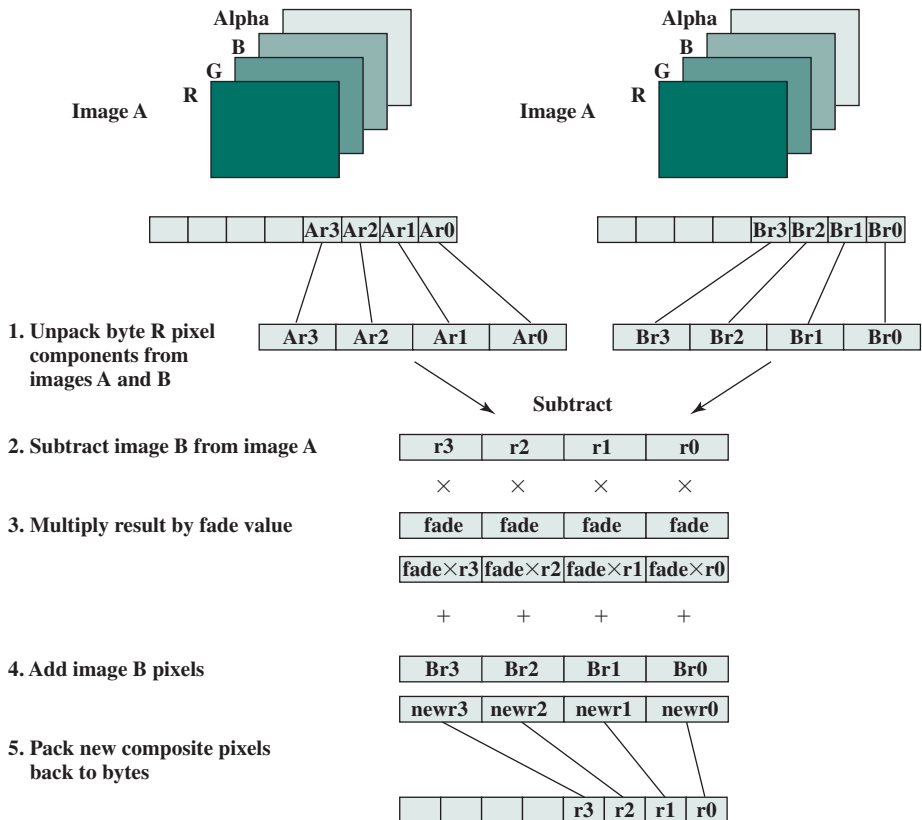 Alpha
B
G
R
Image A
Alpha
B
G
R
Image A
Ar3 Ar2 Ar1 Ar0
Br3 Br2 Br1 Br0
1. Unpack byte R pixel
components from
images A and B
Ar3 Ar2 Ar1 Ar0
Br3 Br2 Br1 Br0
Subtract
2. Subtract image B from image A
r3 r2 r1 r0
× × × ×
3. Multiply result by fade value
fade fade fade fade
fade×r3 fade×r2 fade×r1 fade×r0
+ + + +
4. Add image B pixels
Br3 Br2 Br1 Br0
newr3 newr2 newr1 newr0
5. Pack new composite pixels
back to bytes
r3 r2 r1 r0